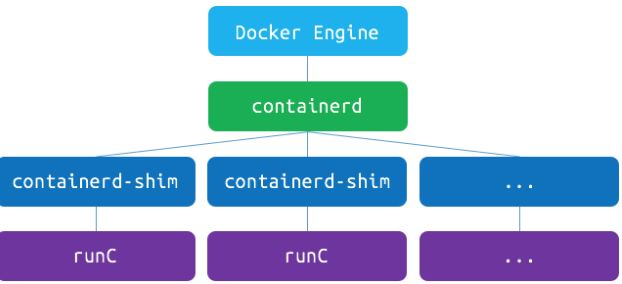 Docker Engine
containerd
containerd-shim
containerd-shim
...
runC
runC
...